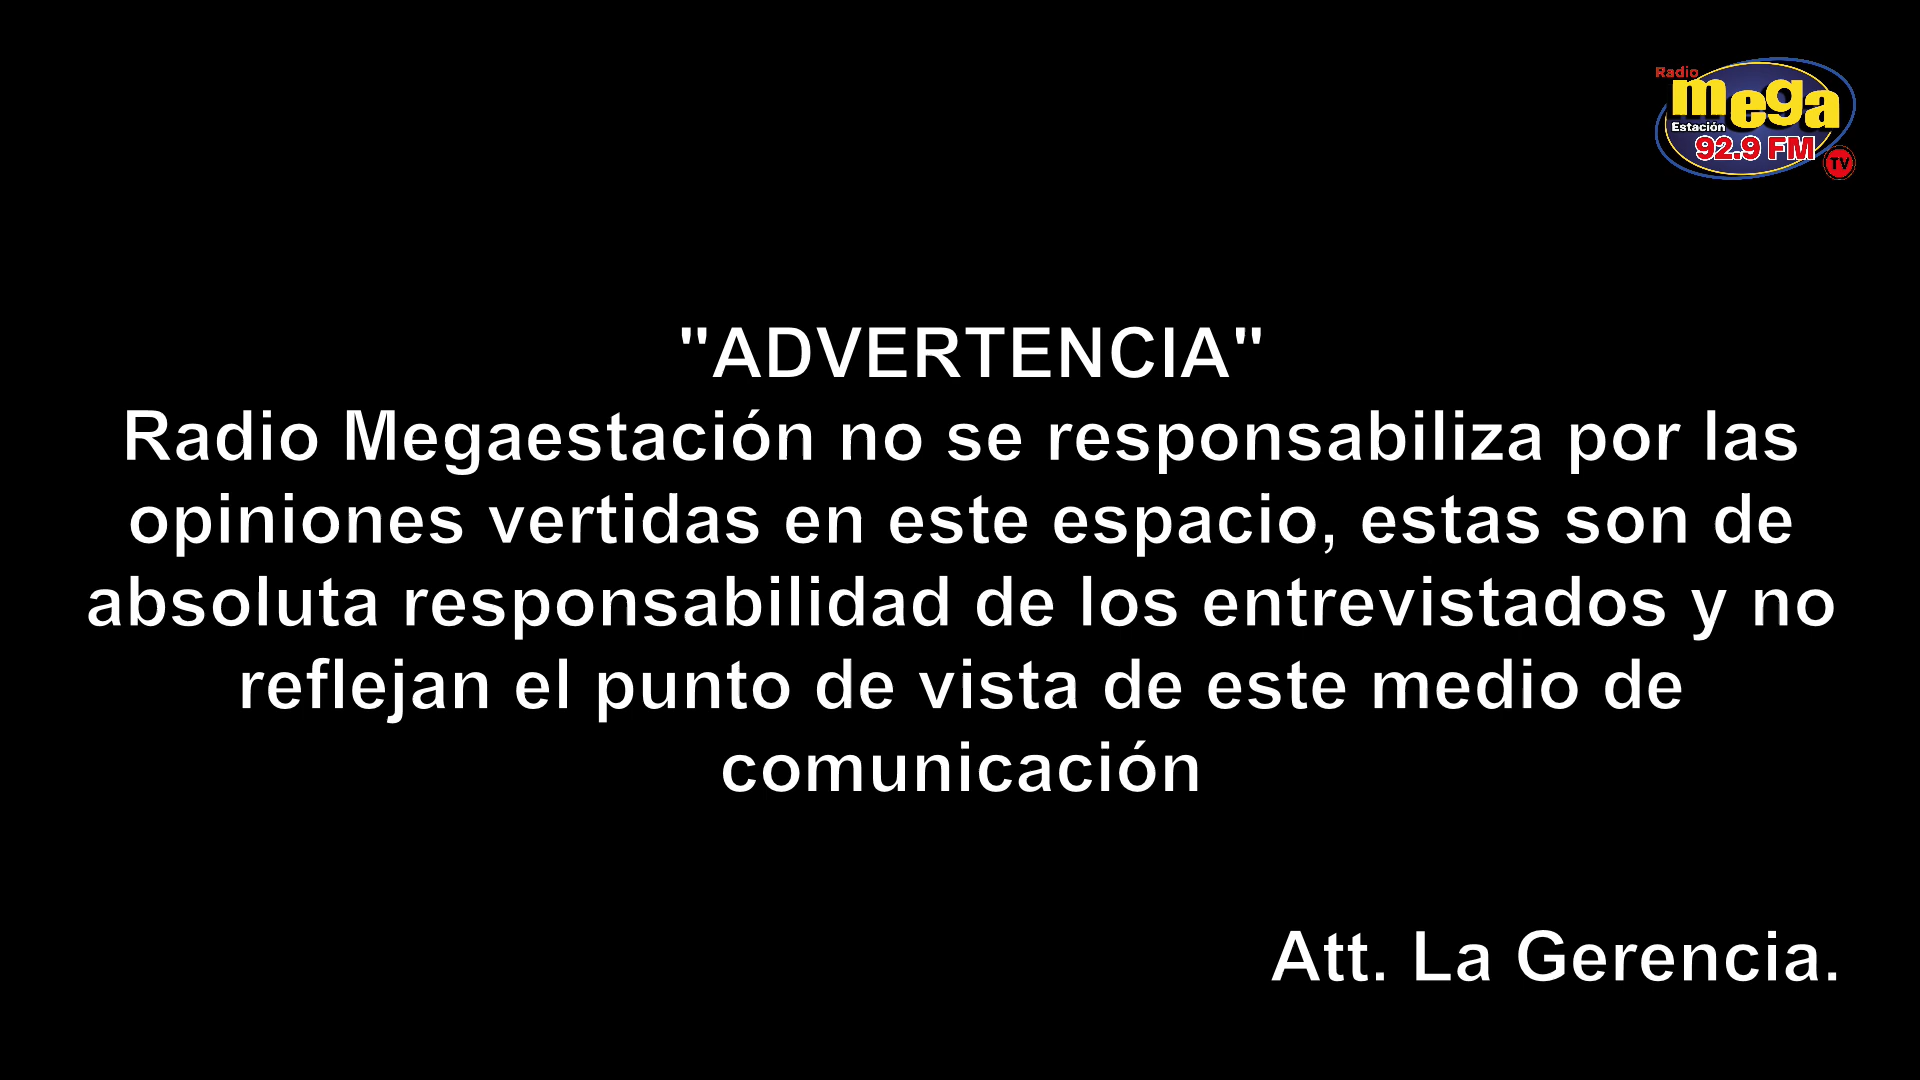 Radio
mega
Estación
92.9 FM
TV
"ADVERTENCIA"
Radio Megaestación no se responsabiliza por las
opiniones vertidas en este espacio, estas son de
absoluta responsabilidad de los entrevistados y no
reflejan el punto de vista de este medio de
comunicación
Att. La Gerencia.